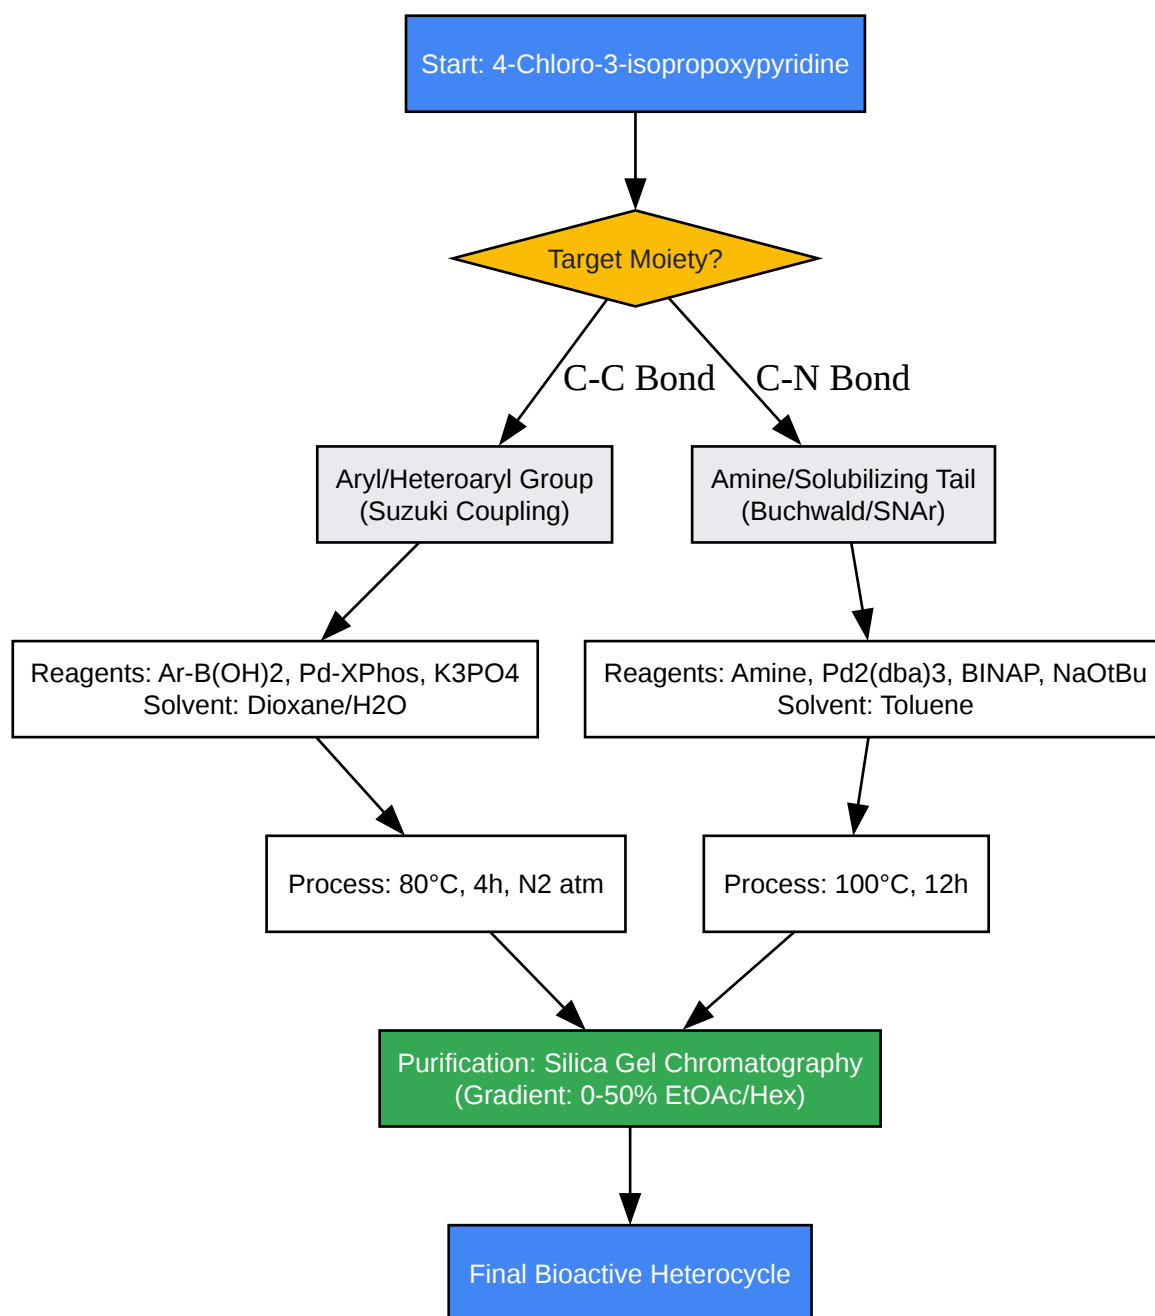 Start: 4-Chloro-3-isopropoxypyridine
Target Moiety?
C-C Bond
C-N Bond
Aryl/Heteroaryl Group
(Suzuki Coupling)
Amine/Solubilizing Tail
(Buchwald/SNAr)
Reagents: Ar-B(OH)2, Pd-XPhos, K3PO4
Solvent: Dioxane/H2O
Reagents: Amine, Pd2(dba)3, BINAP, NaOtBu
Solvent: Toluene
Process: 80°C, 4h, N2 atm
Process: 100°C, 12h
Purification: Silica Gel Chromatography
(Gradient: 0-50% EtOAc/Hex)
Final Bioactive Heterocycle